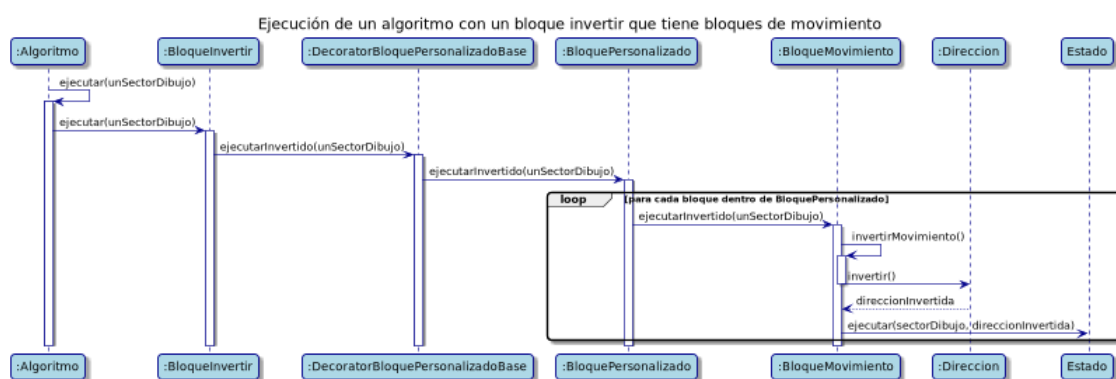 Ejecución de un algoritmo con un bloque invertir que tiene bloques de movimiento
:Algoritmo :BloqueInvertir :DecoratorBloquePersonalizadoBase :BloquePersonalizado :BloqueMovimiento :Direccion Estado
ejecutar(unSectorDibujo)
ejecutar(unSectorDibujo)
ejecutarInvertido(unSectorDibujo)
ejecutarInvertido(unSectorDibujo)
loop [para cada bloque dentro de BloquePersonalizado]
ejecutarInvertido(unSectorDibujo)
invertirMovimiento()
invertir()
direccionInvertida
ejecutar(sectorDibujo, direccionInvertida)
:Algoritmo :BloqueInvertir :DecoratorBloquePersonalizadoBase :BloquePersonalizado :BloqueMovimiento :Direccion Estado